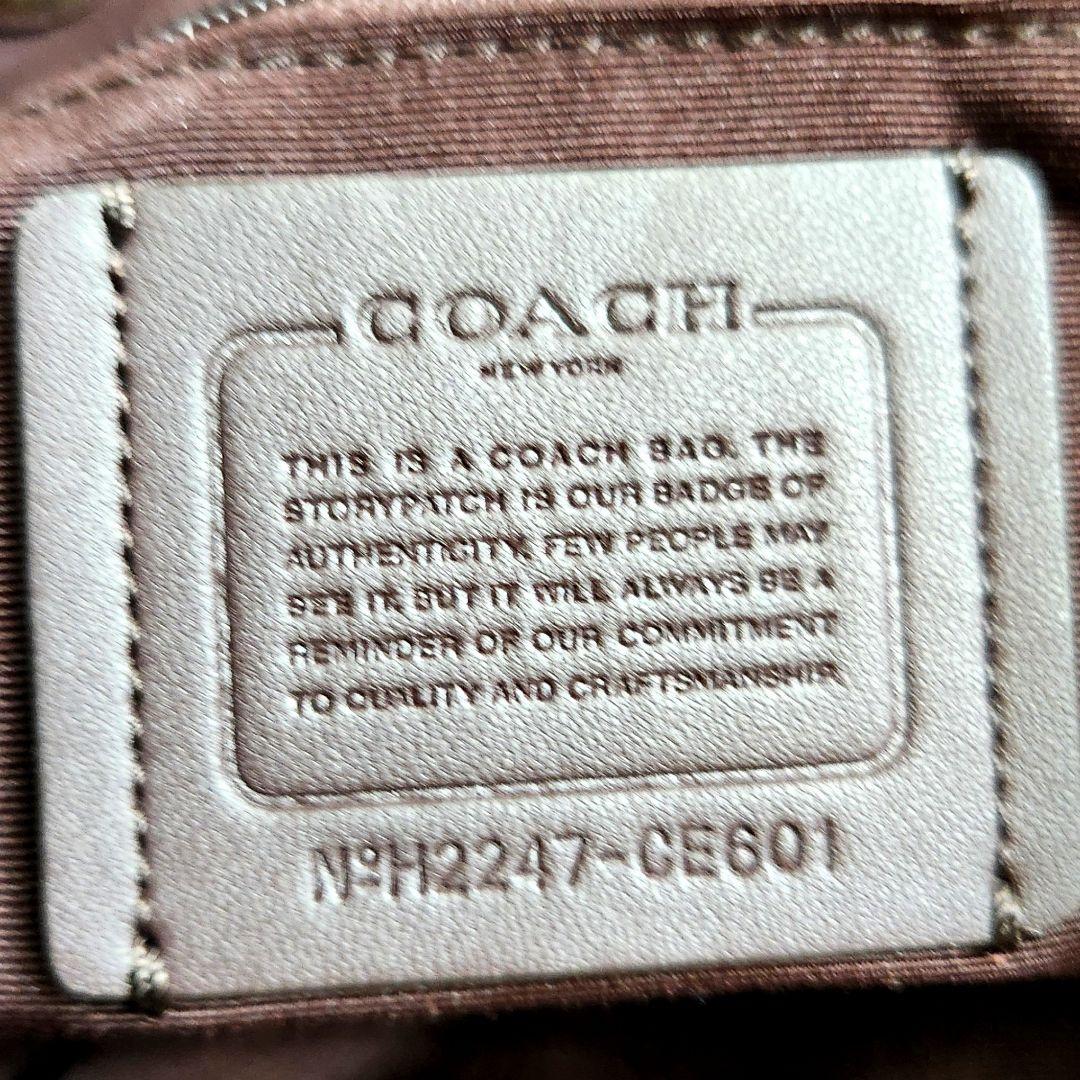 COACH
NEW YORK
THIS IS A COACH BAG. THE
STORYPATCH IS OUR BADGE OF
AUTHENTICITY. FEW PEOPLE MAY
SEE IT, BUT IT WILL ALWAYS BE A
REMINDER OF OUR COMMITMENT
TO QUALITY AND CRAFTSMANSHIP.
NºH2247-CE601